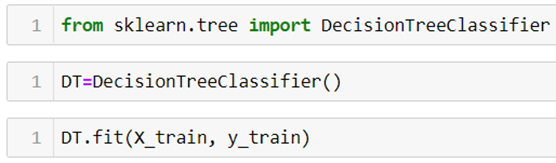 1 from sklearn.tree import DecisionTreeClassifier
1 DT=DecisionTreeClassifier()
1 DT.fit(X_train, y_train)